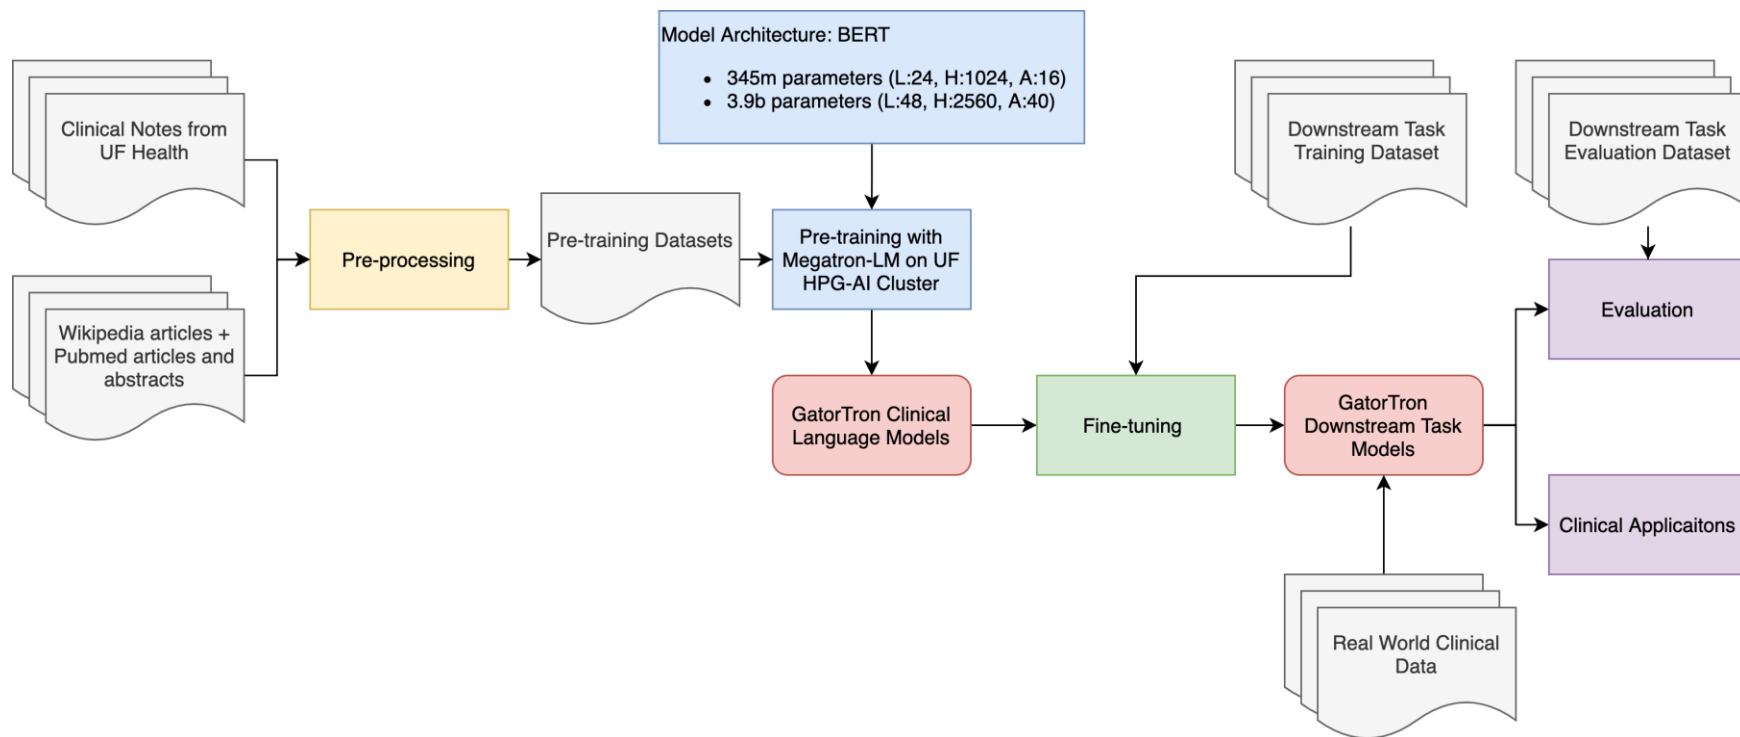 Model Architecture: BERT
• 345m parameters (L:24, H:1024, A:16)
• 3.9b parameters (L:48, H:2560, A:40)
Clinical Notes from
UF Health
Downstream Task
Training Dataset
Downstream Task
Evaluation Dataset
Pre-processing
Pre-training Datasets
Pre-training with
Megatron-LM on UF
HPG-AI Cluster
Evaluation
Wikipedia articles +
Pubmed articles and
abstracts
GatorTron Clinical
Language Models
Fine-tuning
GatorTron
Downstream Task
Models
Clinical Applicaitons
Real World Clinical
Data